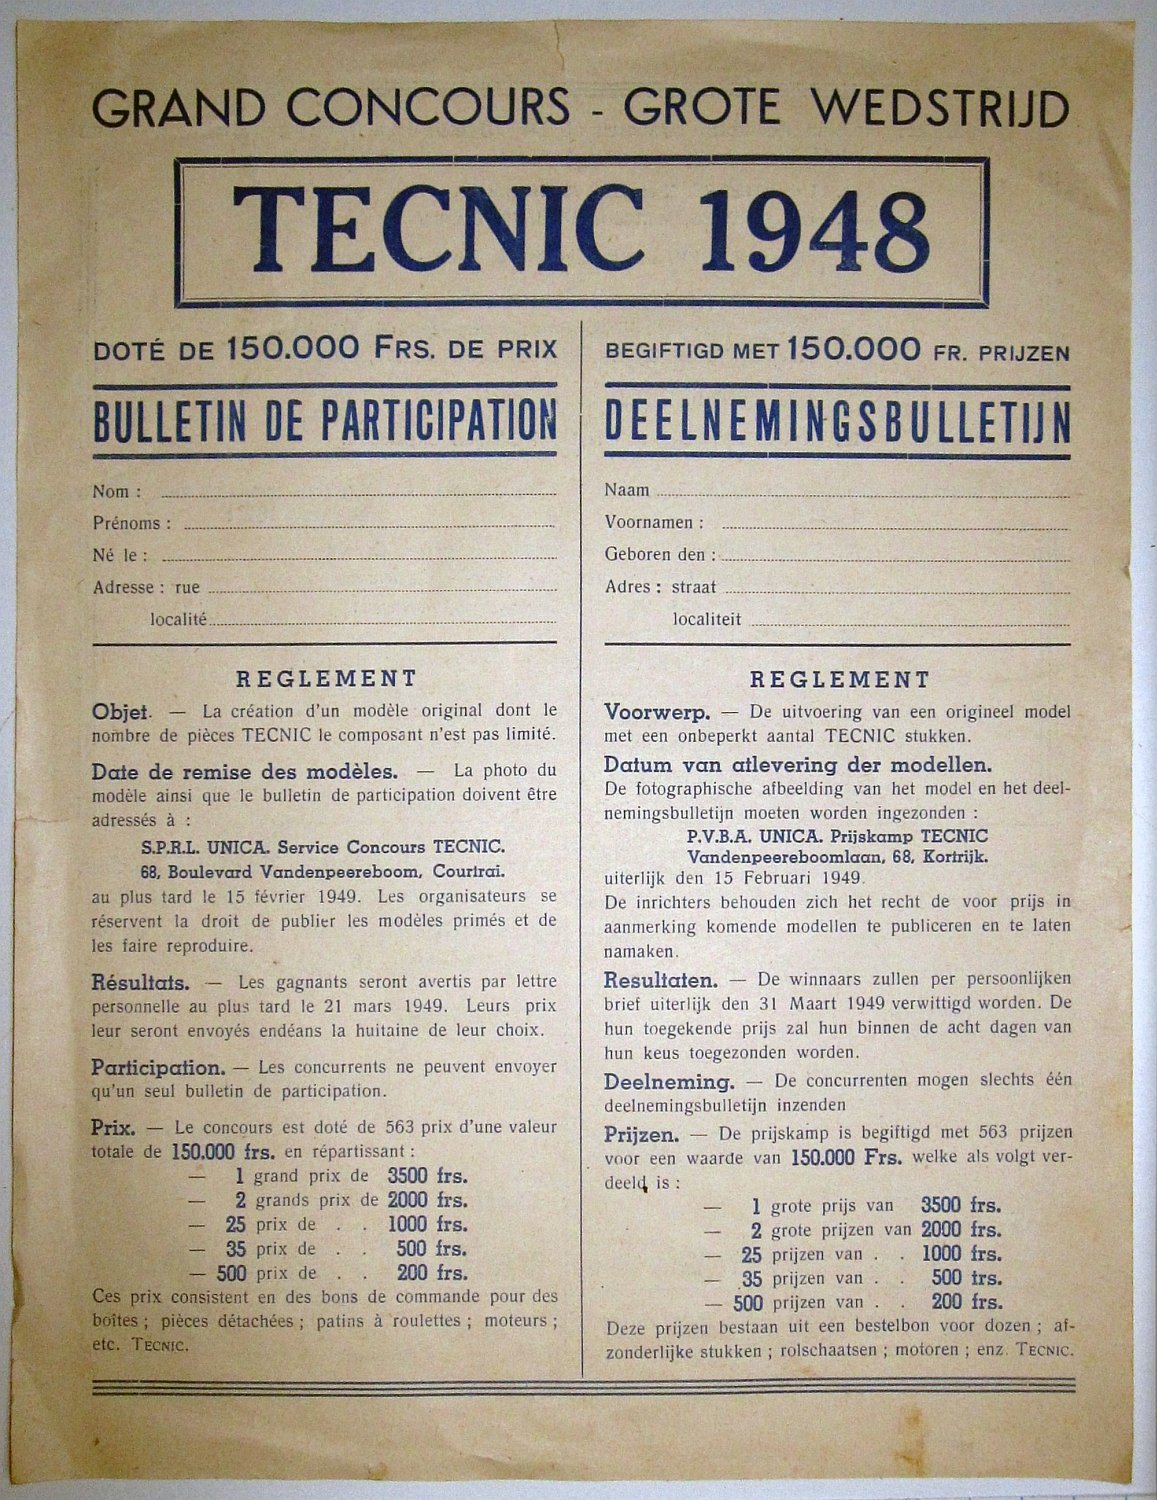 GRAND CONCOURS - GROTE WEDSTRIJD
TECNIC 1948
DOTÉ DE 150.000 FRS. DE PRIX
BULLETIN DE PARTICIPATION
Nom :
Prénoms :
Né le :
Adresse : rue
localité
REGLEMENT
Objet. — La création d'un modèle original dont le
nombre de pièces TECNIC le composant n'est pas limité.
Date de remise des modèles. — La photo du
modèle ainsi que le bulletin de participation doivent être
adressés à :
S.P.R.L. UNICA. Service Concours TECNIC.
68, Boulevard Vandenpeereboom, Courtrai.
au plus tard le 15 février 1949. Les organisateurs se
réservent la droit de publier les modèles primés et de
les faire reproduire.
Résultats. — Les gagnants seront avertis par lettre
personnelle au plus tard le 21 mars 1949. Leurs prix
leur seront envoyés endéans la huitaine de leur choix.
Participation. — Les concurrents ne peuvent envoyer
qu'un seul bulletin de participation.
Prix. — Le concours est doté de 563 prix d'une valeur
totale de 150.000 frs. en répartissant :
— 1 grand prix de 3500 frs.
— 2 grands prix de 2000 frs.
— 25 prix de . . 1000 frs.
— 35 prix de . . 500 frs.
— 500 prix de . . 200 frs.
Ces prix consistent en des bons de commande pour des
boîtes ; pièces détachées ; patins à roulettes ; moteurs ;
etc. TECNIC.
BEGIFTIGD MET 150.000 FR. PRIJZEN
DEELNEMINGSBULLETIJN
Naam
Voornamen :
Geboren den :
Adres : straat
localiteit
REGLEMENT
Voorwerp. — De uitvoering van een origineel model
met een onbeperkt aantal TECNIC stukken.
Datum van atlevering der modellen.
De fotographische afbeelding van het model en het deel-
nemingsbulletijn moeten worden ingezonden :
P.V.B.A. UNICA. Prijskamp TECNIC
Vandenpeereboomlaan, 68, Kortrijk.
uiterlijk den 15 Februari 1949.
De inrichters behouden zich het recht de voor prijs in
aanmerking komende modellen te publiceren en te laten
namaken.
Resultaten. — De winnaars zullen per persoonlijken
brief uiterlijk den 31 Maart 1949 verwittigd worden. De
hun toegekende prijs zal hun binnen de acht dagen van
hun keus toegezonden worden.
Deelneming. — De concurrenten mogen slechts één
deelnemingsbulletijn inzenden
Prijzen. — De prijskamp is begiftigd met 563 prijzen
voor een waarde van 150.000 Frs. welke als volgt ver-
deeld is :
— 1 grote prijs van 3500 frs.
— 2 grote prijzen van 2000 frs.
— 25 prijzen van . . 1000 frs.
— 35 prijzen van . . 500 frs.
— 500 prijzen van . . 200 frs.
Deze prijzen bestaan uit een bestelbon voor dozen ; af-
zonderlijke stukken ; rolschaatsen ; motoren ; enz. TECNIC.